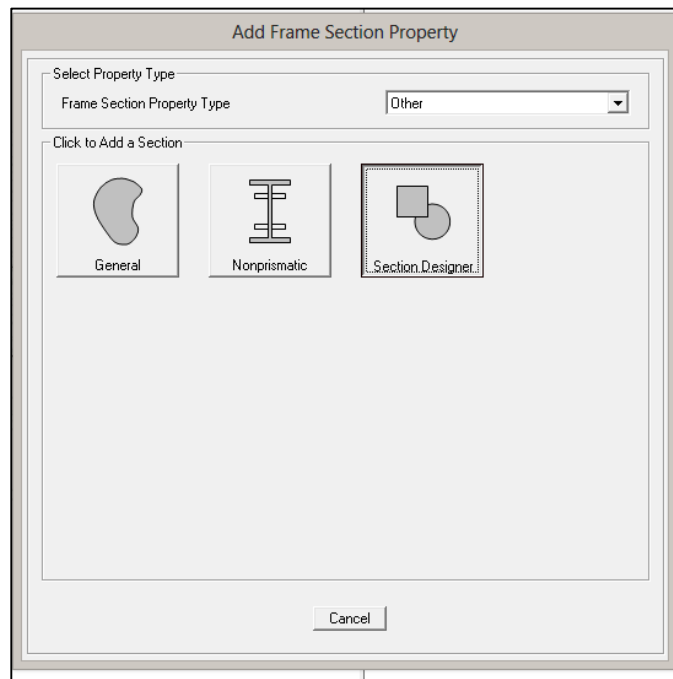 Add Frame Section Property
Select Property Type
Frame Section Property Type
Other
Click to Add a Section
General
Nonprismatic
Section Designer
Cancel